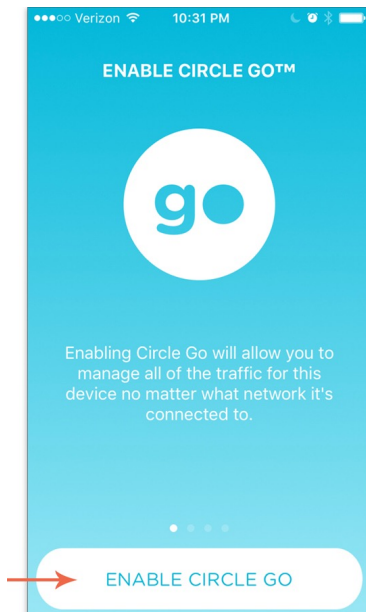 Verizon 10:31 PM
ENABLE CIRCLE GO™
go
Enabling Circle Go will allow you to
manage all of the traffic for this
device no matter what network it's
connected to.
ENABLE CIRCLE GO